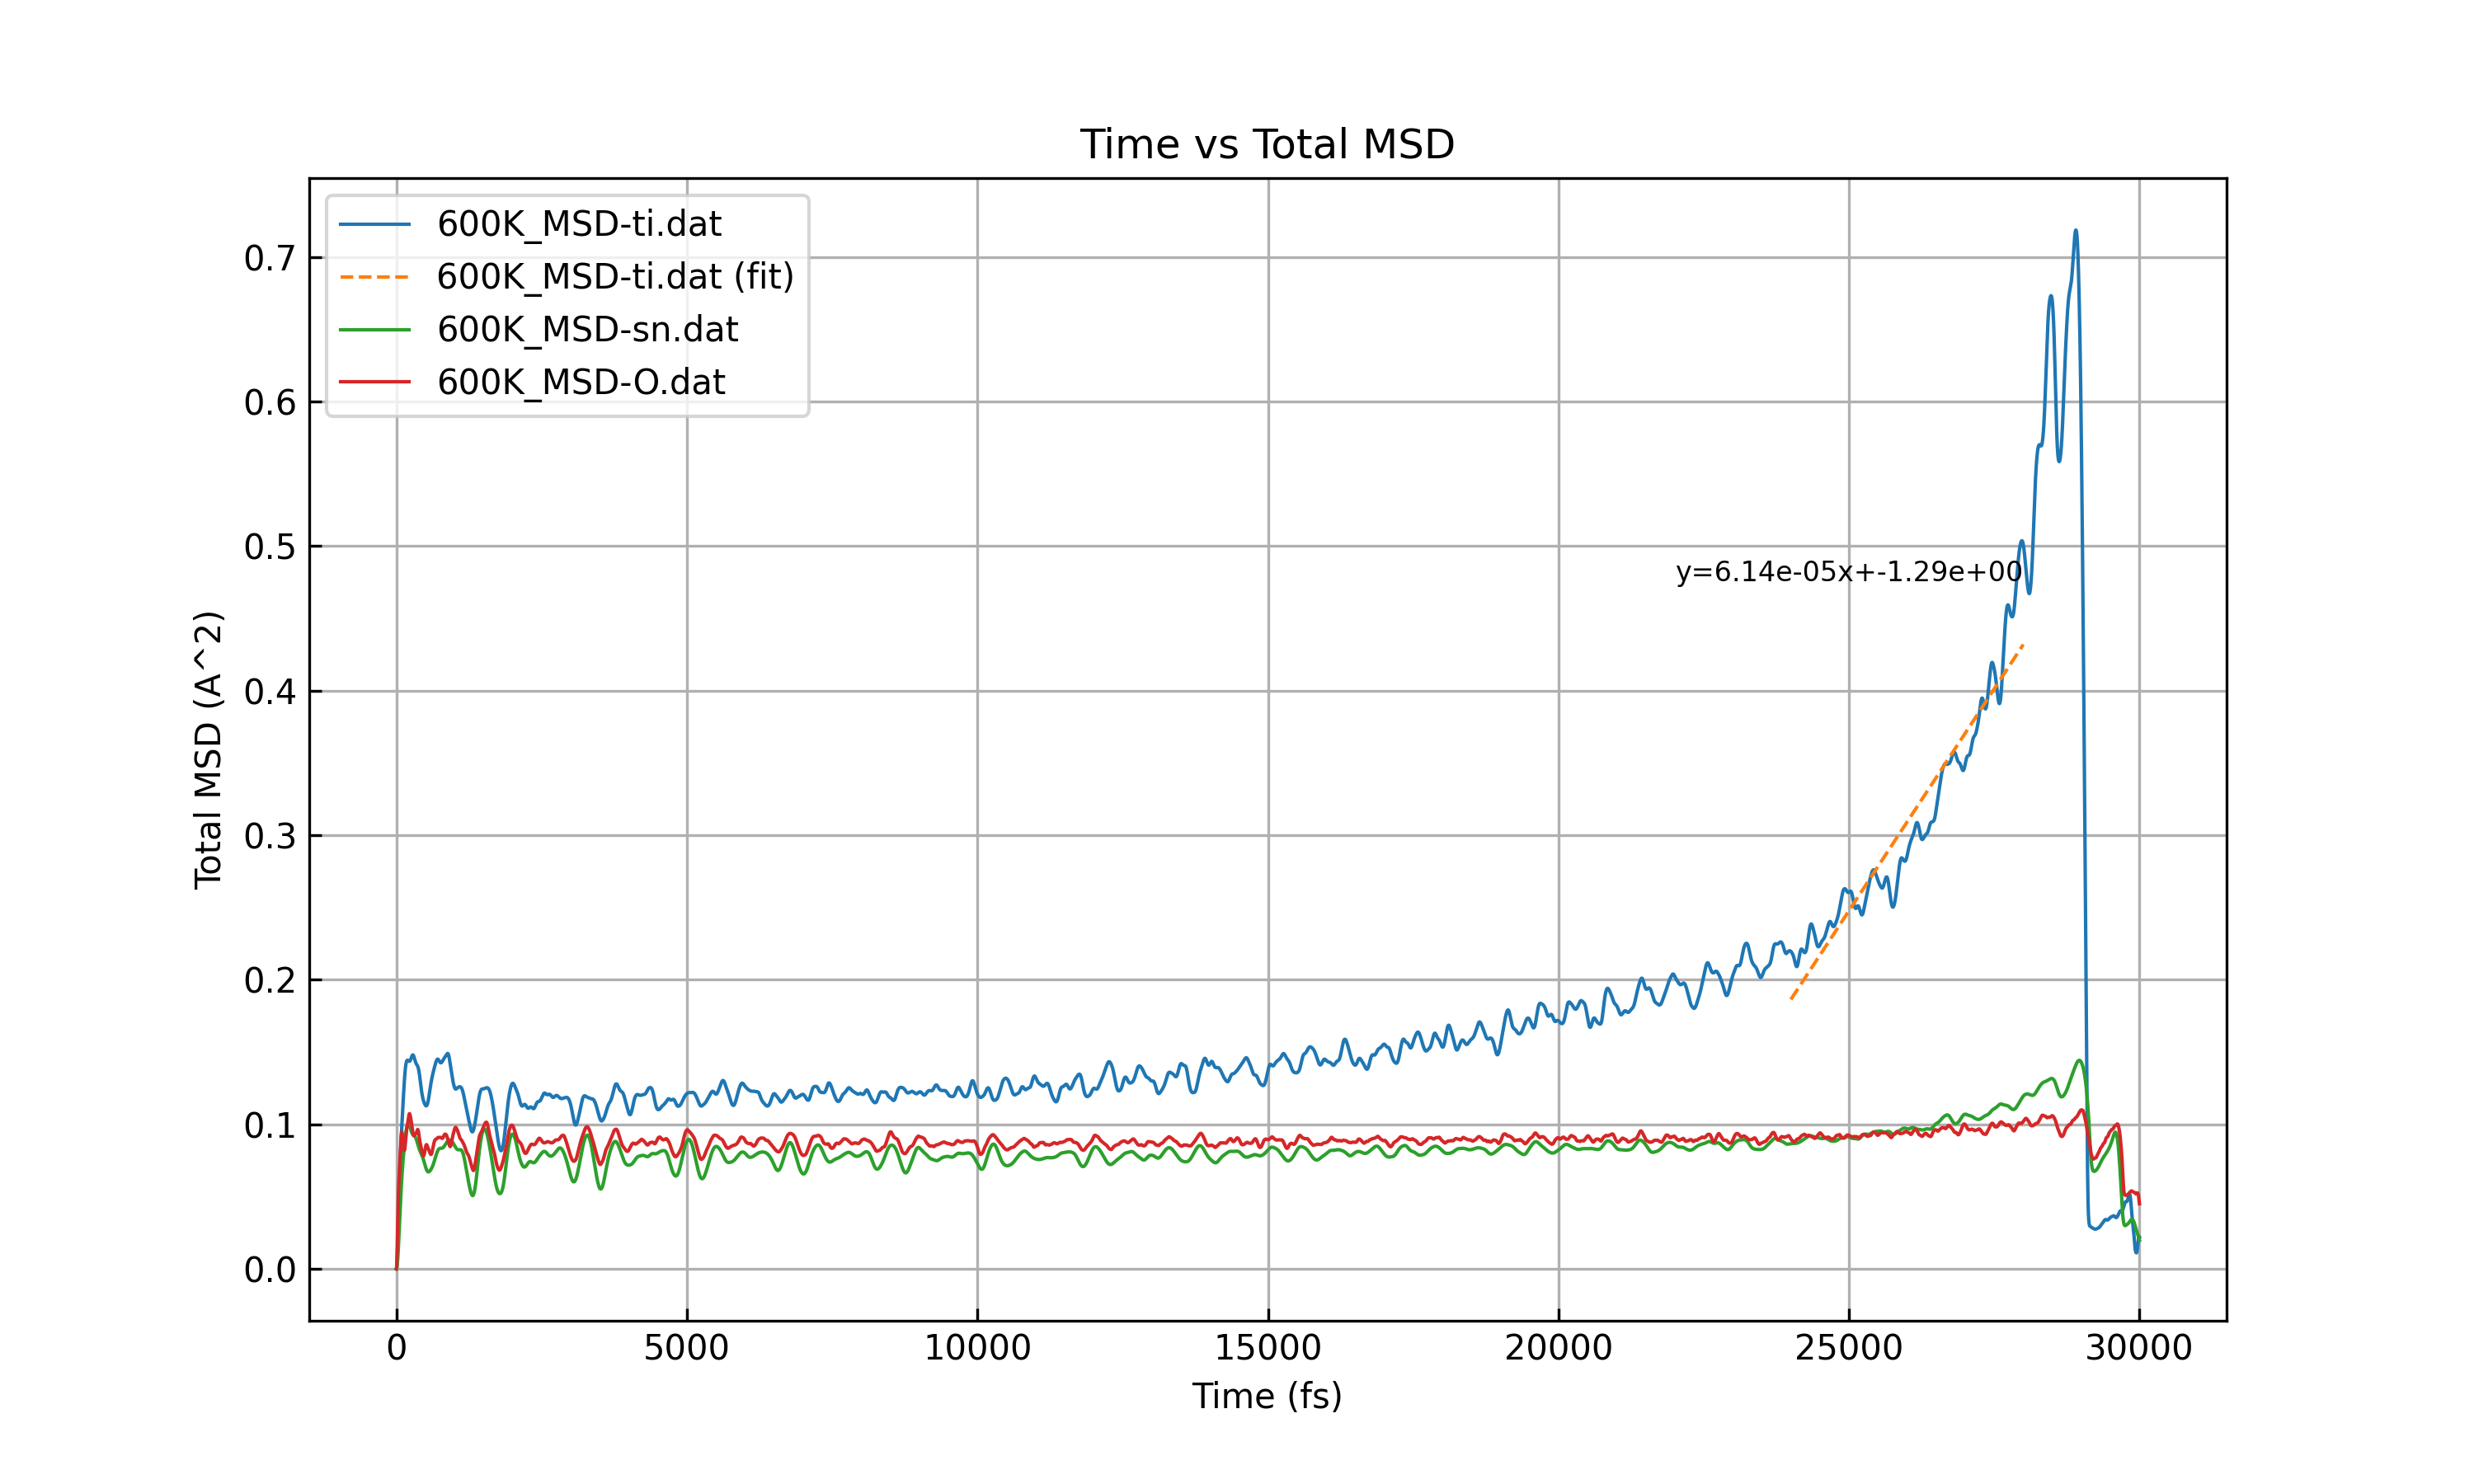 Time vs Total MSD
600K_MSD-ti.dat
600K_MSD-ti.dat (fit)
600K_MSD-sn.dat
600K_MSD-O.dat
y=6.14e-05x+-1.29e+00
Total MSD (A^2)
0.7
0.6
0.5
0.4
0.3
0.2
0.1
0.0
0 5000 10000 15000 20000 25000 30000
Time (fs)